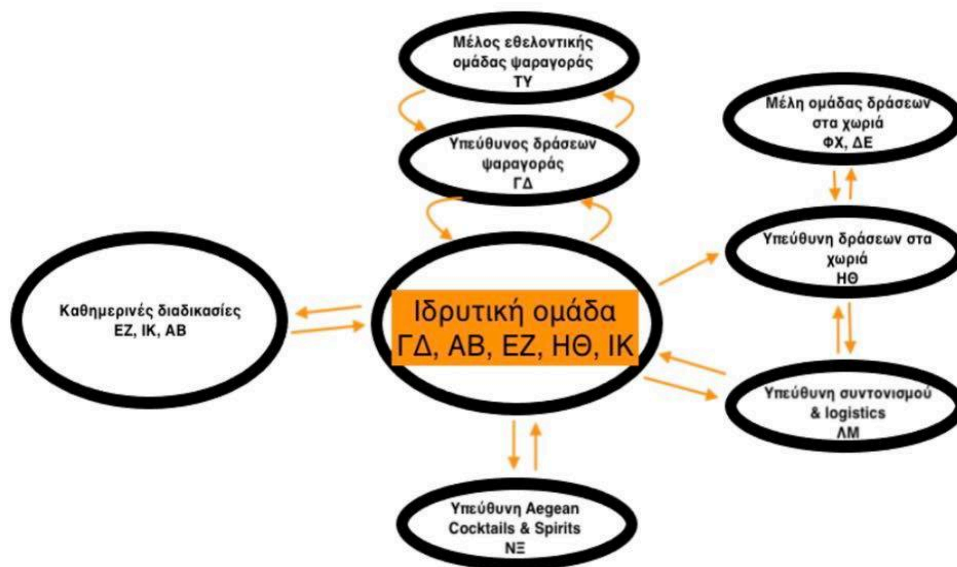 Μέλος εθελοντικής
ομάδας ψαραγοράς
ΤΥ
Υπεύθυνος δράσεων
ψαραγοράς
ΓΔ
Μέλη ομάδας δράσεων
στα χωριά
ΦΧ, ΔΕ
Υπεύθυνη δράσεων στα
χωριά
ΗΘ
Καθημερινές διαδικασίες
ΕΖ, ΙΚ, ΑΒ
Ιδρυτική ομάδα
ΓΔ, ΑΒ, ΕΖ, ΗΘ, ΙΚ
Υπεύθυνη συντονισμού
& logistics
ΛΜ
Υπεύθυνη Aegean
Cocktails & Spirits
ΝΞ